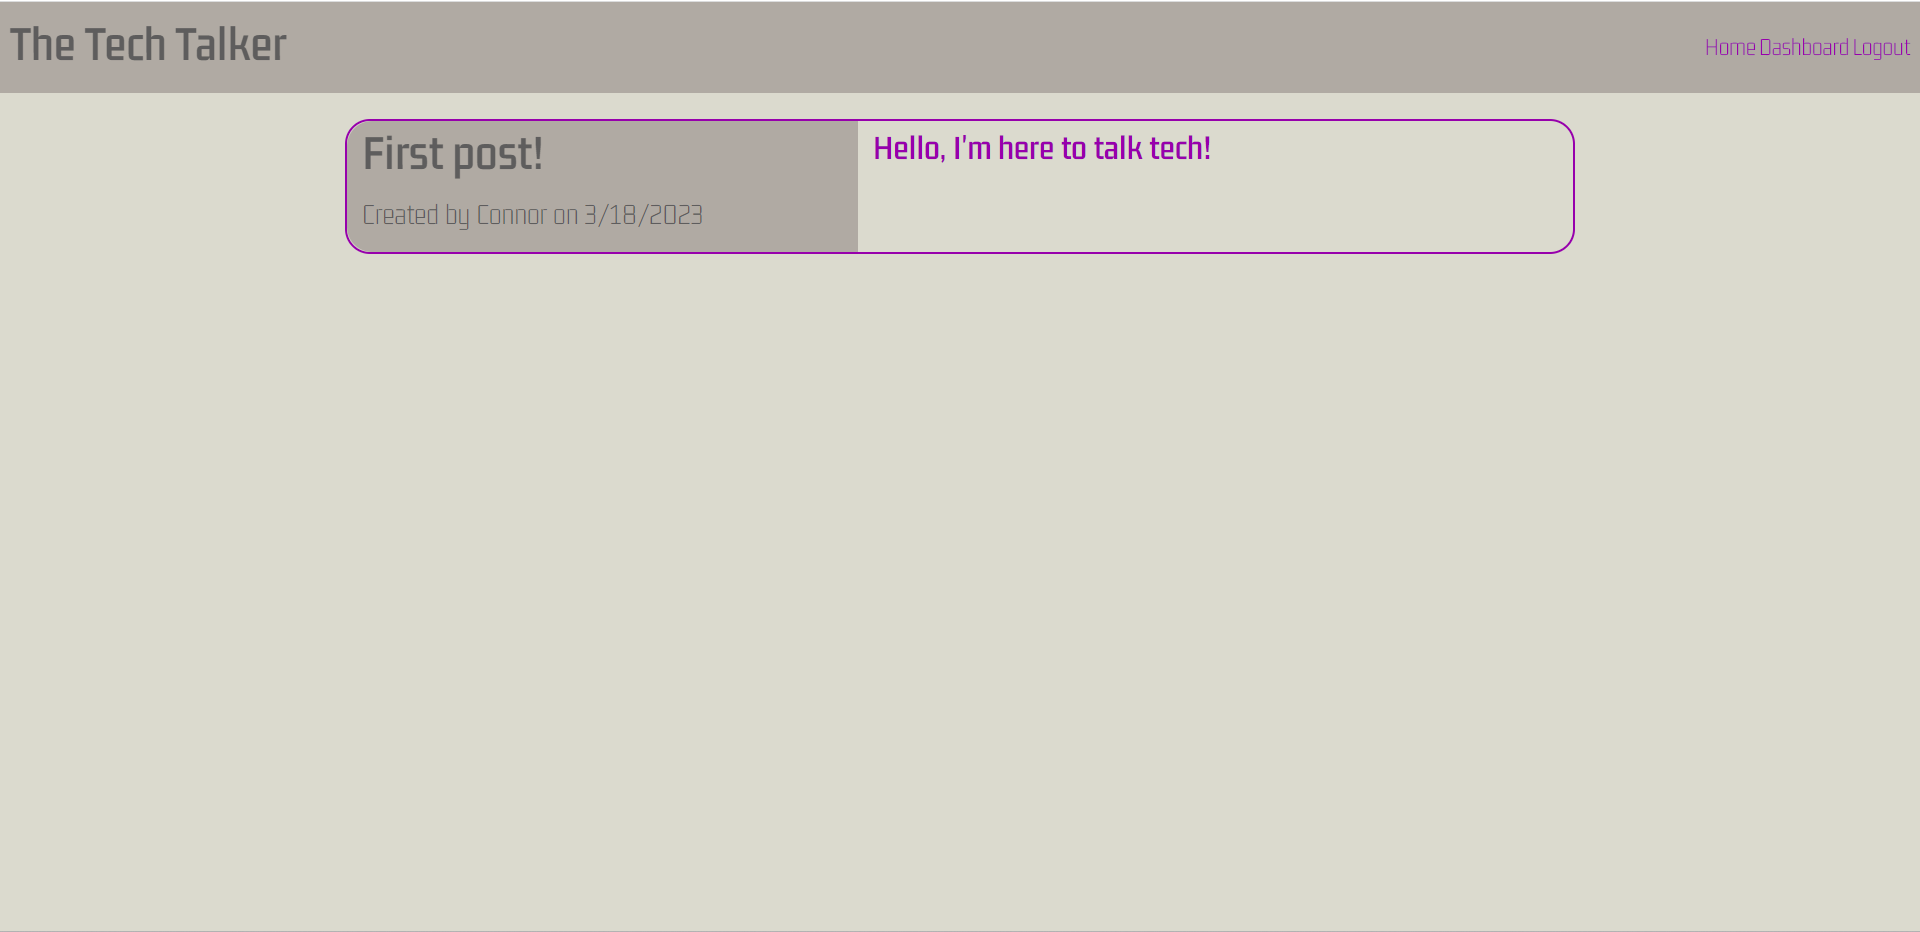 The Tech Talker
Home Dashboard Logout
First post!
Created by Connor on 3/18/2023
Hello, I'm here to talk tech!